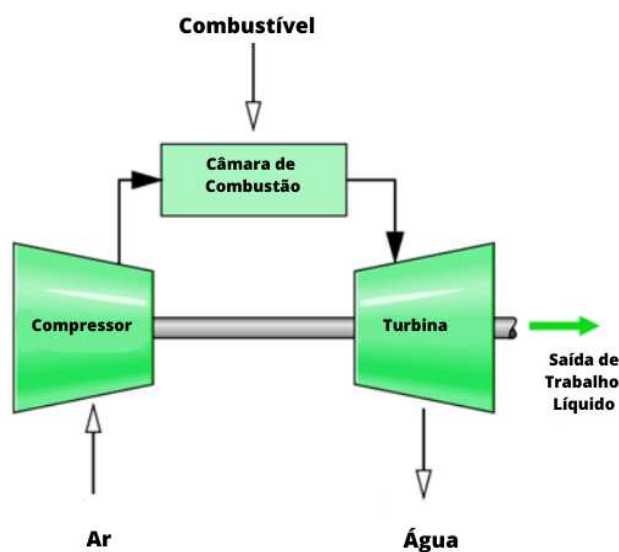 Combustível
Câmara de
Combustão
Compressor
Turbina
Saída de
Trabalho
Líquido
Ar
Água